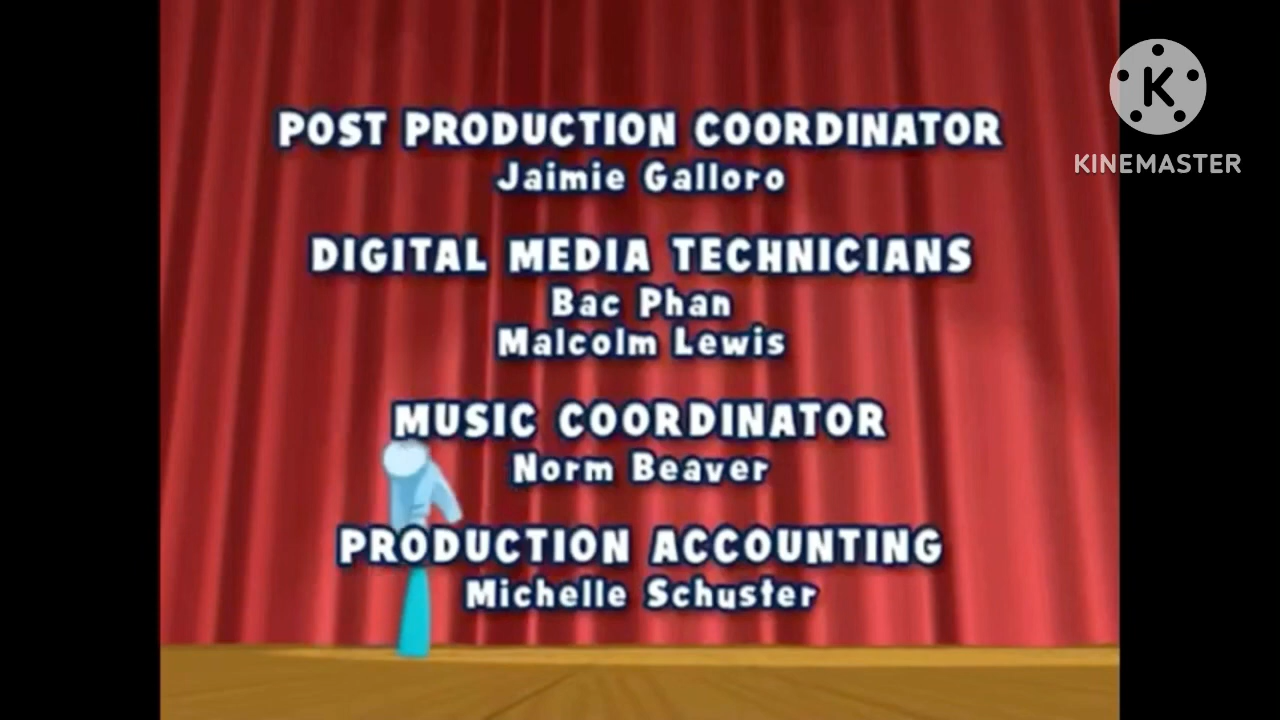 POST PRODUCTION COORDINATOR
Jaimie Galloro
DIGITAL MEDIA TECHNICIANS
Bac Phan
Malcolm Lewis
MUSIC COORDINATOR
Norm Beaver
PRODUCTION ACCOUNTING
Michelle Schuster
K
KINEMASTER